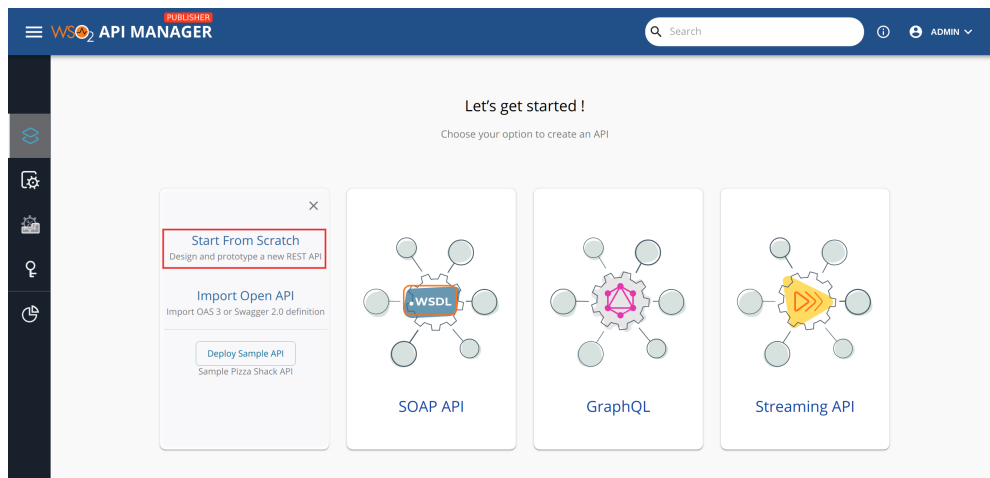 PUBLISHER
WSO2 API MANAGER
Search
ADMIN
Let's get started !
Choose your option to create an API
Start From Scratch
Design and prototype a new REST API
Import Open API
Import OAS 3 or Swagger 2.0 definition
Deploy Sample API
Sample Pizza Shack API
.WSDL
SOAP API
GraphQL
Streaming API